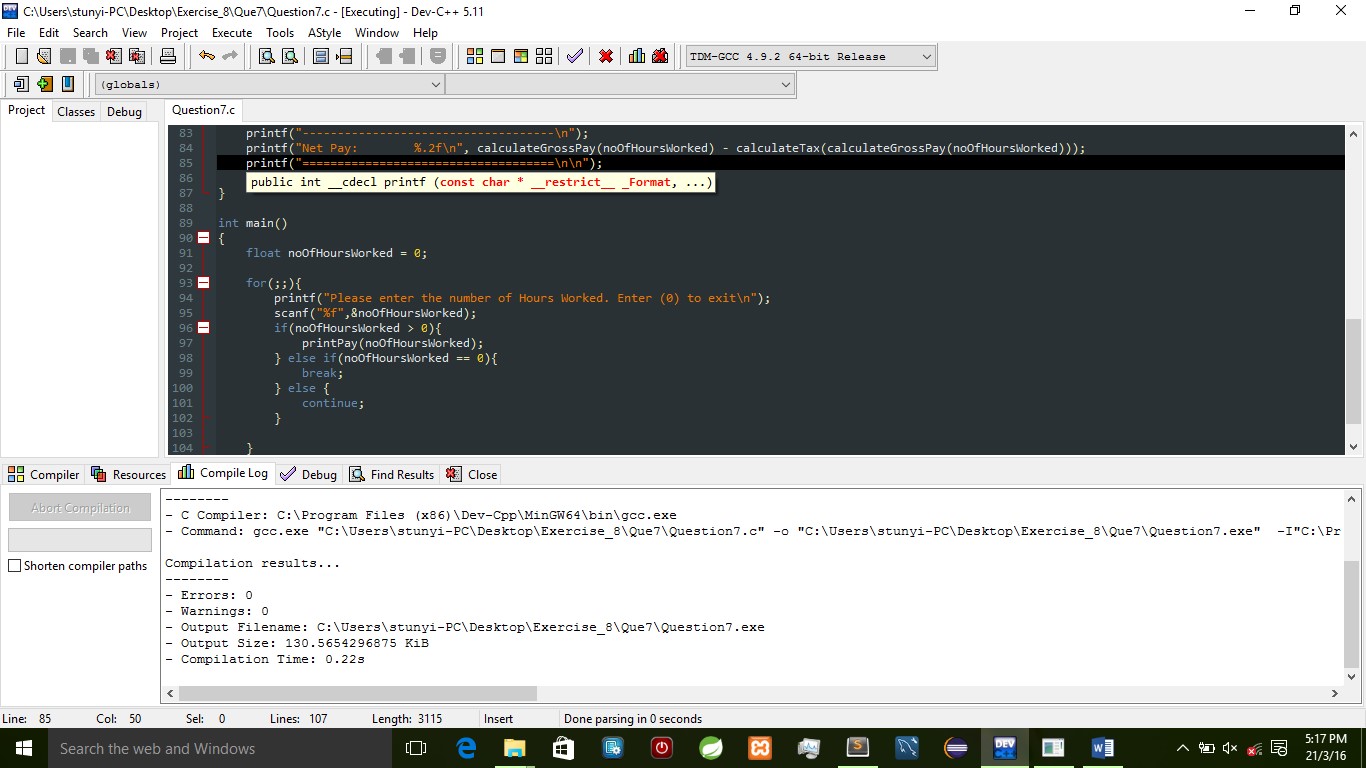 C:\Users\stunyi-PC\Desktop\Exercise_8\Que7\Question7.c - [Executing] - Dev-C++ 5.11
File Edit Search View Project Execute Tools AStyle Window Help
TDM-GCC 4.9.2 64-bit Release
(globals)
Project Classes Debug Question7.c
83 printf("------------------------------------\n");
84 printf("Net Pay:        %.2f\n", calculateGrossPay(noOfHoursWorked) - calculateTax(calculateGrossPay(noOfHoursWorked)));
85 printf("====================================\n\n");
86 public int __cdecl printf (const char * __restrict__ _Format, ...)
87 }
88
89 int main()
90 {
91 float noOfHoursWorked = 0;
92
93 for(;;){
94 printf("Please enter the number of Hours Worked. Enter (0) to exit\n");
95 scanf("%f",&noOfHoursWorked);
96 if(noOfHoursWorked > 0){
97 printPay(noOfHoursWorked);
98 } else if(noOfHoursWorked == 0){
99 break;
100 } else {
101 continue;
102 }
103
104 }
Compiler Resources Compile Log Debug Find Results Close
Abort Compilation
Shorten compiler paths
--------
- C Compiler: C:\Program Files (x86)\Dev-Cpp\MinGW64\bin\gcc.exe
- Command: gcc.exe "C:\Users\stunyi-PC\Desktop\Exercise_8\Que7\Question7.c" -o "C:\Users\stunyi-PC\Desktop\Exercise_8\Que7\Question7.exe"  -I"C:\Pr
Compilation results...
--------
- Errors: 0
- Warnings: 0
- Output Filename: C:\Users\stunyi-PC\Desktop\Exercise_8\Que7\Question7.exe
- Output Size: 130.5654296875 KiB
- Compilation Time: 0.22s
Line: 85 Col: 50 Sel: 0 Lines: 107 Length: 3115 Insert Done parsing in 0 seconds
Search the web and Windows
DEV
5:17 PM
21/3/16